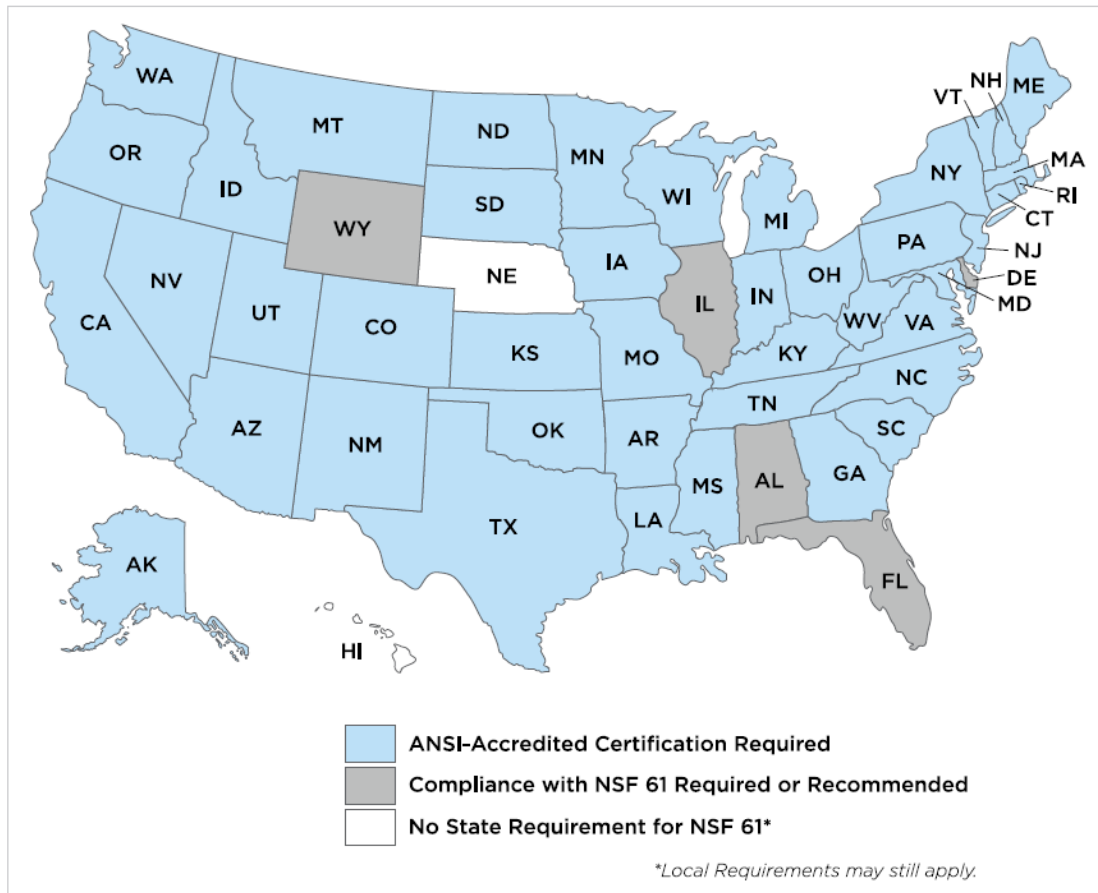 WA
MT
ND
MN
VT
NH
ME
OR
ID
SD
WI
MI
NY
MA
RI
CT
WY
NE
IA
PA
NJ
DE
MD
NV
UT
CO
IL
IN
OH
WV
VA
CA
KS
MO
KY
NC
AZ
NM
OK
AR
TN
SC
TX
LA
MS
AL
GA
AK
FL
HI
ANSI-Accredited Certification Required
Compliance with NSF 61 Required or Recommended
No State Requirement for NSF 61*
*Local Requirements may still apply.